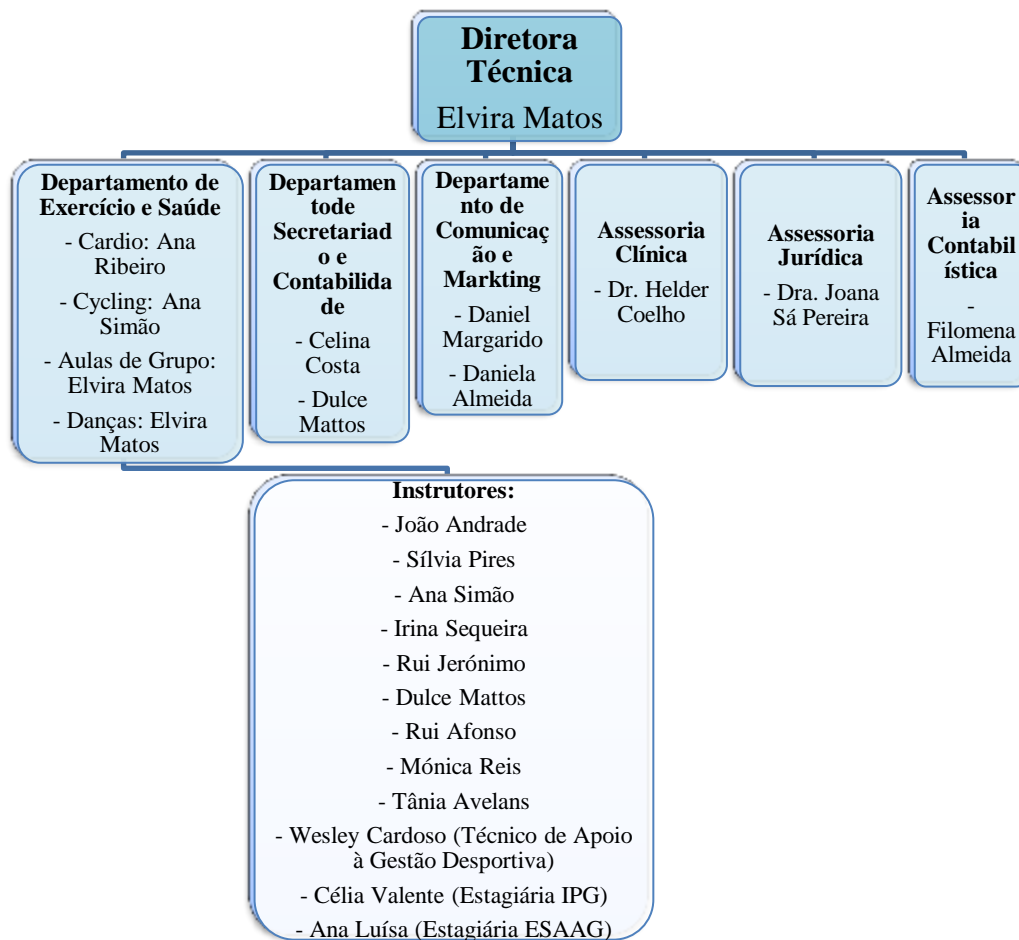 Diretora
Técnica
Elvira Matos
Departamento de
Exercício e Saúde
- Cardio: Ana
Ribeiro
- Cycling: Ana
Simão
- Aulas de Grupo:
Elvira Matos
- Danças: Elvira
Matos
Departamen
tode
Secretariad
o e
Contabilida
de
- Celina
Costa
- Dulce
Mattos
Departame
nto de
Comunicaç
ão e
Markting
- Daniel
Margarido
- Daniela
Almeida
Assessoria
Clínica
- Dr. Helder
Coelho
Assessoria
Jurídica
- Dra. Joana
Sá Pereira
Assessor
ia
Contabil
ística
-
Filomena
Almeida
Instrutores:
- João Andrade
- Sílvia Pires
- Ana Simão
- Irina Sequeira
- Rui Jerónimo
- Dulce Mattos
- Rui Afonso
- Mónica Reis
- Tânia Avelans
- Wesley Cardoso (Técnico de Apoio
à Gestão Desportiva)
- Célia Valente (Estagiária IPG)
- Ana Luísa (Estagiária ESAAG)